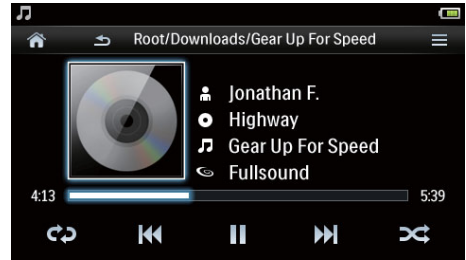 Root/Downloads/Gear Up For Speed
Jonathan F.
Highway
Gear Up For Speed
Fullsound
4:13
5:39